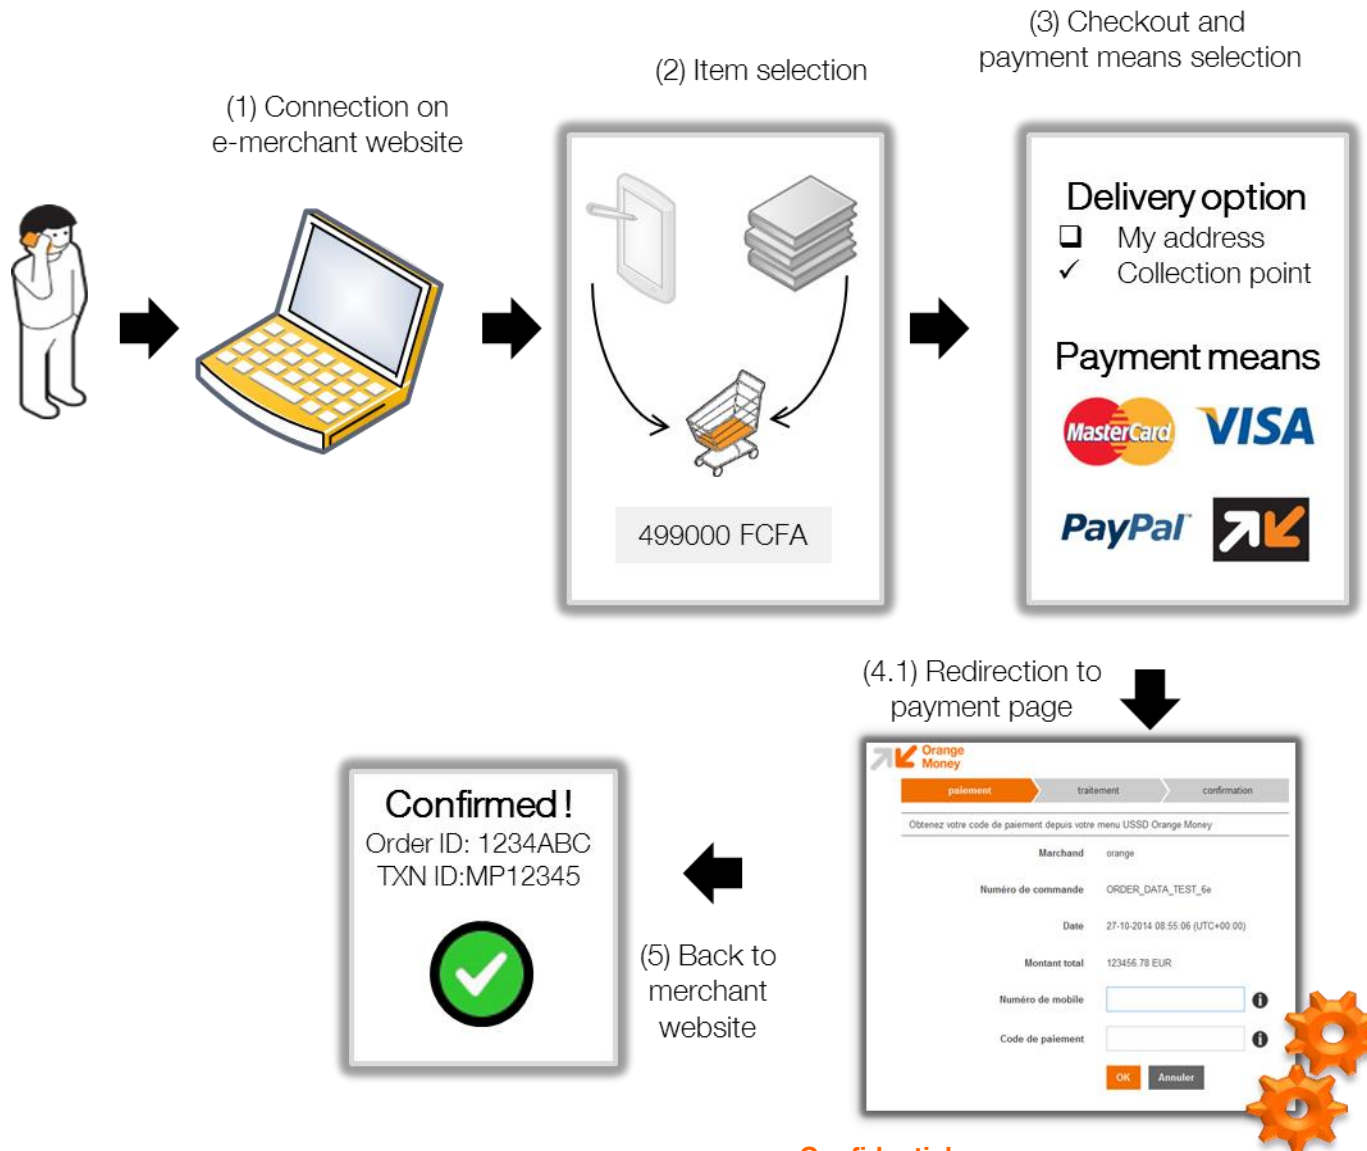 (1) Connection on
e-merchant website
(2) Item selection
499000 FCFA
(3) Checkout and
payment means selection
Delivery option
My address
Collection point
Payment means
MasterCard
VISA
PayPal
(4.1) Redirection to
payment page
Orange
Money
paiement
traitement
confirmation
Obtenez votre code de paiement depuis votre menu USSD Orange Money
Marchand orange
Numéro de commande ORDER_DATA_TEST_6e
Date 27-10-2014 08:55:06 (UTC+00:00)
Montant total 123456.78 EUR
Numéro de mobile
Code de paiement
OK Annuler
(5) Back to
merchant
website
Confirmed !
Order ID: 1234ABC
TXN ID:MP12345